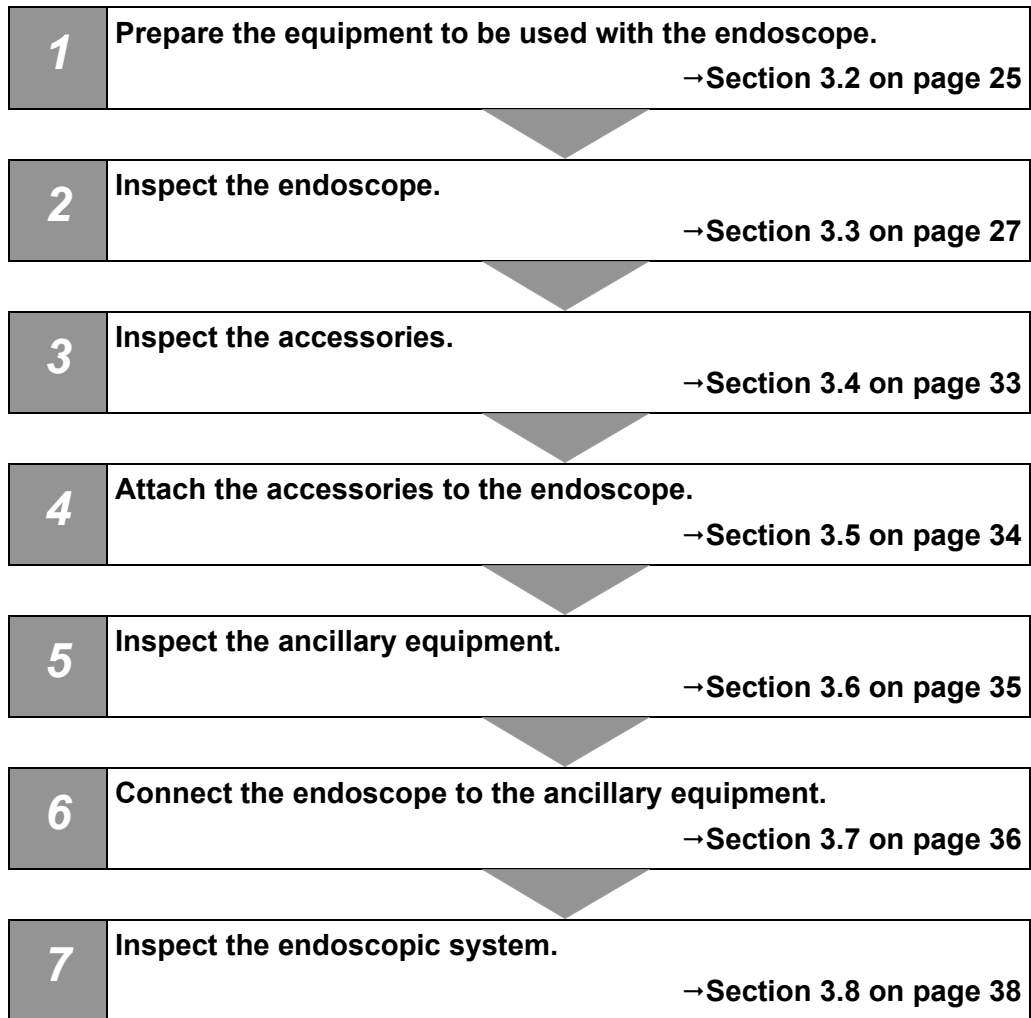 1
Prepare the equipment to be used with the endoscope.
→Section 3.2 on page 25
2
Inspect the endoscope.
→Section 3.3 on page 27
3
Inspect the accessories.
→Section 3.4 on page 33
4
Attach the accessories to the endoscope.
→Section 3.5 on page 34
5
Inspect the ancillary equipment.
→Section 3.6 on page 35
6
Connect the endoscope to the ancillary equipment.
→Section 3.7 on page 36
7
Inspect the endoscopic system.
→Section 3.8 on page 38